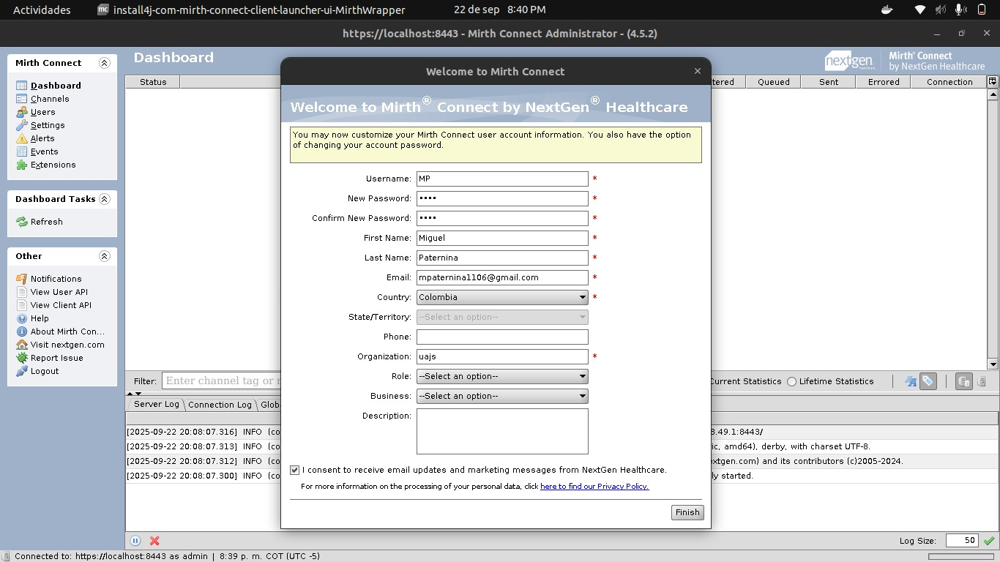 Actividades
install4j-com-mirth-connect-client-launcher-ui-MirthWrapper
22 de sep 8:40 PM
https://localhost:8443 - Mirth Connect Administrator - (4.5.2)
Mirth Connect
Dashboard
Channels
Users
Settings
Alerts
Events
Extensions
Dashboard Tasks
Refresh
Other
Notifications
View User API
View Client API
Help
About Mirth Con...
Visit nextgen.com
Report Issue
Logout
Dashboard
nextgen healthcare
Mirth® Connect
by NextGen Healthcare
Status
tered Queued Sent Errored Connection
Welcome to Mirth Connect
Welcome to Mirth® Connect by NextGen® Healthcare
You may now customize your Mirth Connect user account information. You also have the option
of changing your account password.
Username: MP *
New Password: •••• *
Confirm New Password: •••• *
First Name: Miguel *
Last Name: Paternina *
Email: mpaternina1106@gmail.com *
Country: Colombia *
State/Territory: --Select an option--
Phone:
Organization: uajs *
Role: --Select an option--
Business: --Select an option--
Description:
I consent to receive email updates and marketing messages from NextGen Healthcare.
For more information on the processing of your personal data, click here to find our Privacy Policy.
Finish
Filter: Enter channel tag or
Current Statistics Lifetime Statistics
Server Log Connection Log Glob
[2025-09-22 20:08:07.316] INFO (co 8.49.1:8443/
[2025-09-22 20:08:07.313] INFO (co ic, amd64), derby, with charset UTF-8.
[2025-09-22 20:08:07.312] INFO (co extgen.com) and its contributors (c)2005-2024.
[2025-09-22 20:08:07.300] INFO (co ly started.
Log Size: 50
Connected to: https://localhost:8443 as admin | 8:39 p. m. COT (UTC -5)